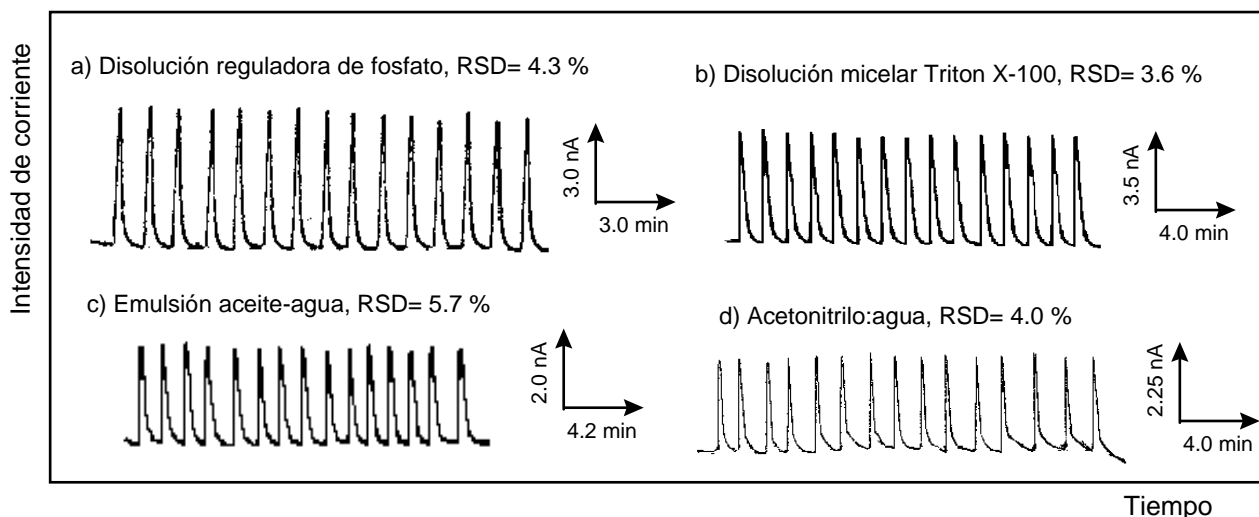 Intensidad de corriente
a) Disolución reguladora de fosfato, RSD= 4.3 %
3.0 nA
3.0 min
b) Disolución micelar Triton X-100, RSD= 3.6 %
3.5 nA
4.0 min
c) Emulsión aceite-agua, RSD= 5.7 %
2.0 nA
4.2 min
d) Acetonitrilo:agua, RSD= 4.0 %
2.25 nA
4.0 min
Tiempo